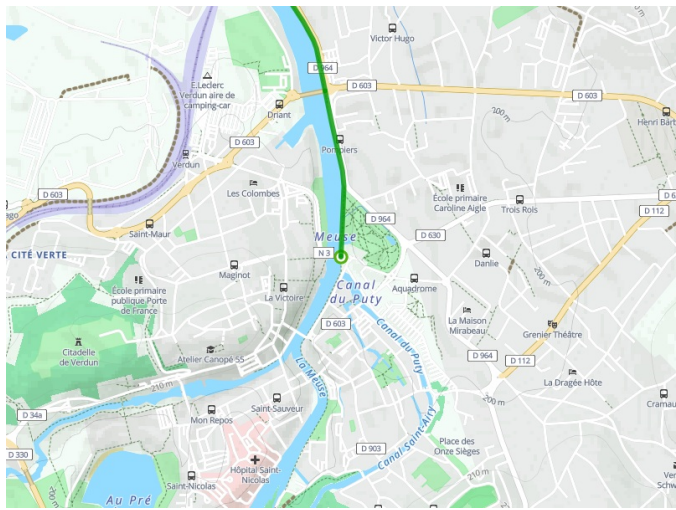 Victor Hugo
D 964
E.Leclerc
Verdun aire de
camping-car
D 603
D 603
Driant
Henri Barb
200 m
D 603
Pompiers
Verdun
Les Colombes
École primaire
Caroline Aigle
Trois Rois
D 603
D 964
D 112
Saint-Maur
Meuse
D 630
N 3
A CITÉ VERTE
Danlie
200 m
Maginot
École primaire
publique Porte
de France
La Victoire
Canal
du Puty
Aquadrome
La Maison
Mirabeau
D 603
Grenier Théâtre
Citadelle
de Verdun
Canal du Puty
Atelier Canopé 55
D 964
D 112
La Meuse
La Dragée Hôte
210 m
200 m
Saint-Sauveur
Mon Repos
D 34a
Canal Saint-Airy
Place des
Onze Sièges
D 903
D 330
Hôpital Saint-
Nicolas
Saint-Nicolas
210 m
200 m
Au Pré